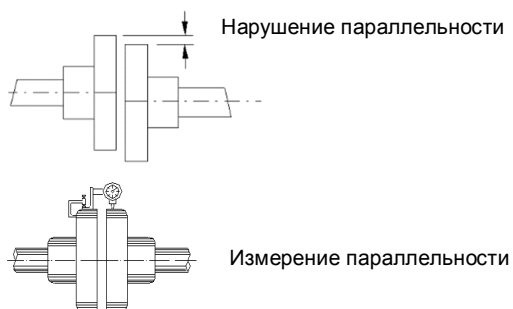 Нарушение параллельности
Измерение параллельности